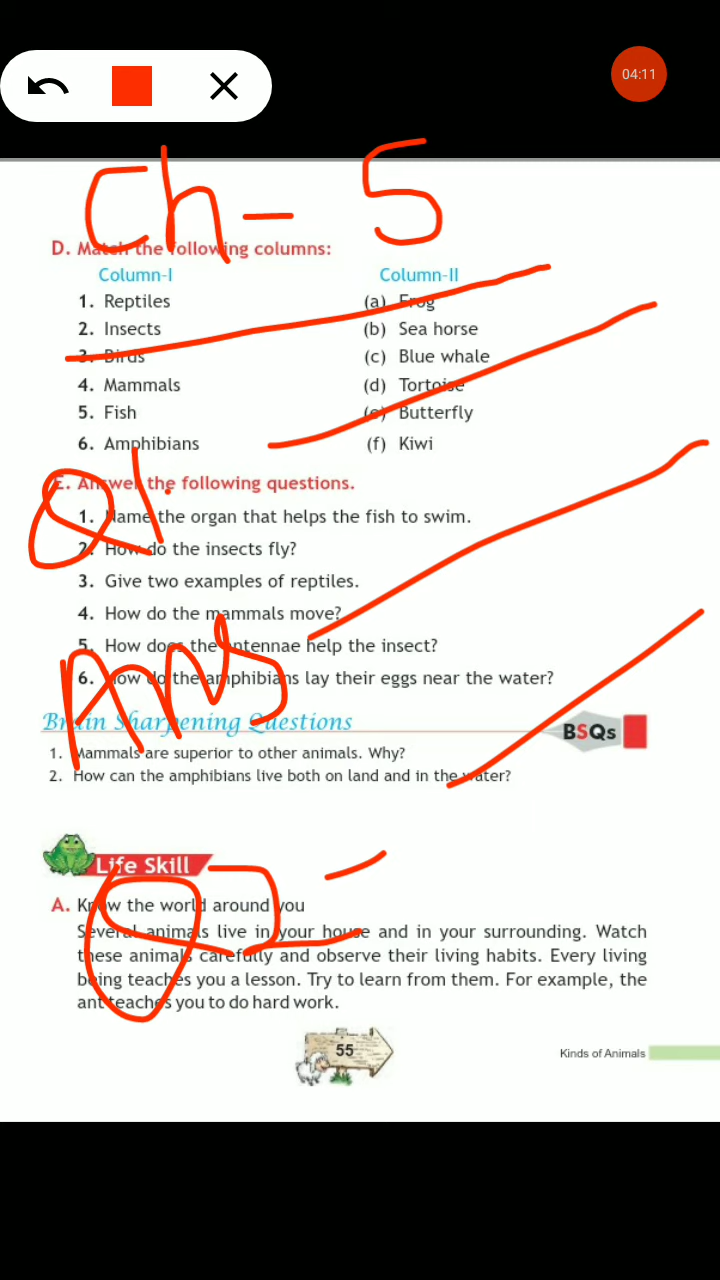 04:11
Ch - 5
D. Match the following columns:
Column-I Column-II
1. Reptiles (a) Frog
2. Insects (b) Sea horse
3. Birds (c) Blue whale
4. Mammals (d) Tortoise
5. Fish (e) Butterfly
6. Amphibians (f) Kiwi
E. Answer the following questions.
Q1.
1. Name the organ that helps the fish to swim.
2. How do the insects fly?
3. Give two examples of reptiles.
4. How do the mammals move?
5. How does the antennae help the insect?
6. How do the amphibians lay their eggs near the water?
Ans
Brain Sharpening Questions
BSQs
1. Mammals are superior to other animals. Why?
2. How can the amphibians live both on land and in the water?
Life Skill
Q2
A. Know the world around you
Several animals live in your house and in your surrounding. Watch
these animals carefully and observe their living habits. Every living
being teaches you a lesson. Try to learn from them. For example, the
ant teaches you to do hard work.
55
Kinds of Animals